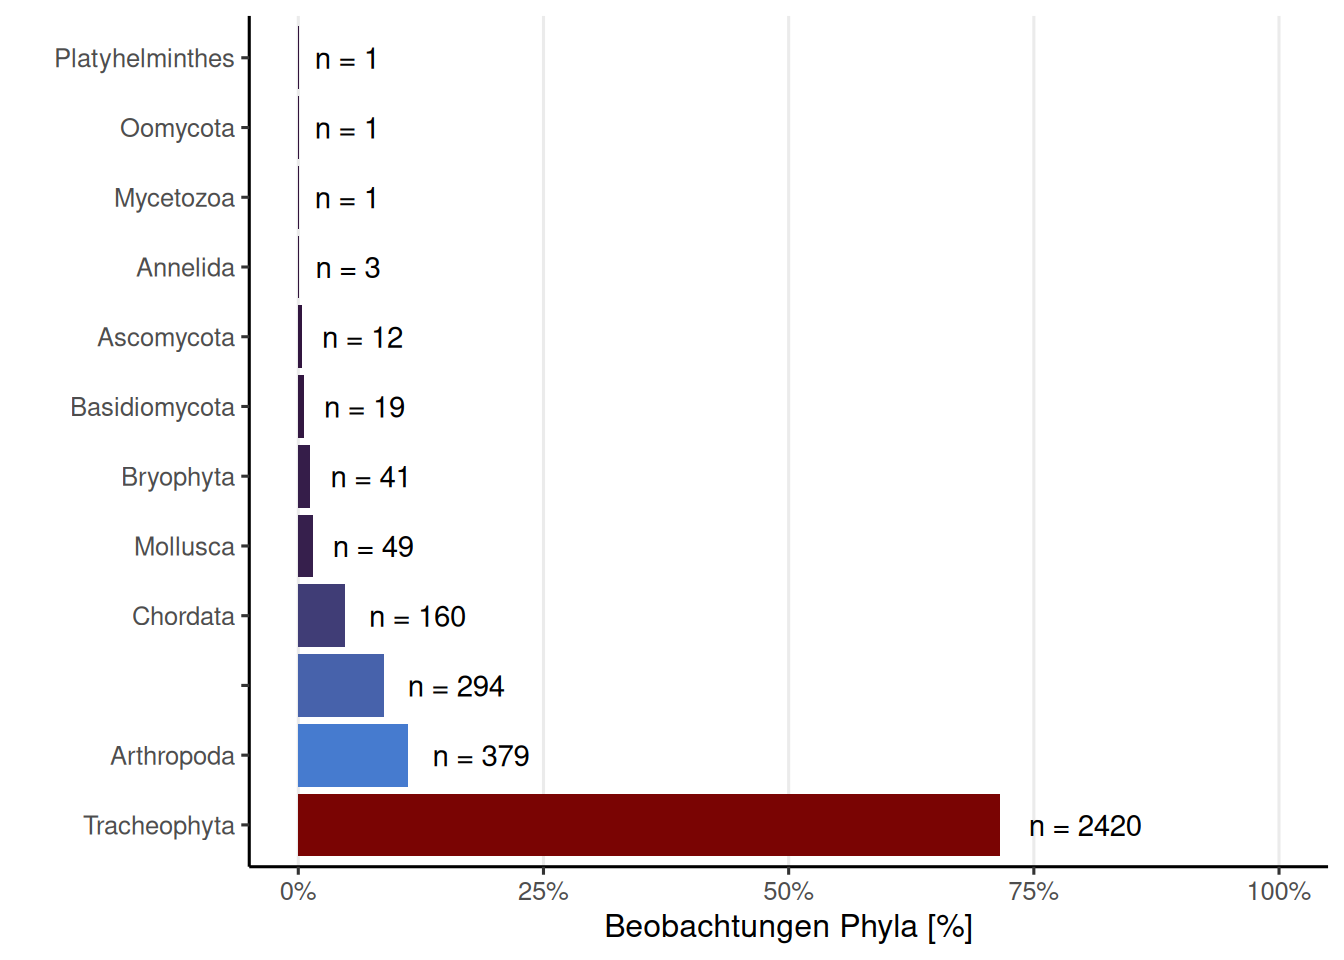 Platyhelminthes n = 1
Oomycota n = 1
Mycetozoa n = 1
Annelida n = 3
Ascomycota n = 12
Basidiomycota n = 19
Bryophyta n = 41
Mollusca n = 49
Chordata n = 160
n = 294
Arthropoda n = 379
Tracheophyta n = 2420
0% 25% 50% 75% 100%
Beobachtungen Phyla [%]